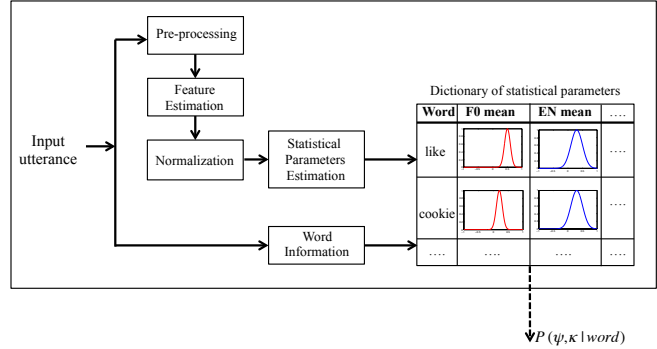 Pre-processing
Feature
Estimation
Normalization
Input
utterance
Statistical
Parameters
Estimation
Word
Information
Dictionary of statistical parameters
Word F0 mean EN mean ....
like ....
cookie ....
.... .... .... ....
P(ψ,κ|word)